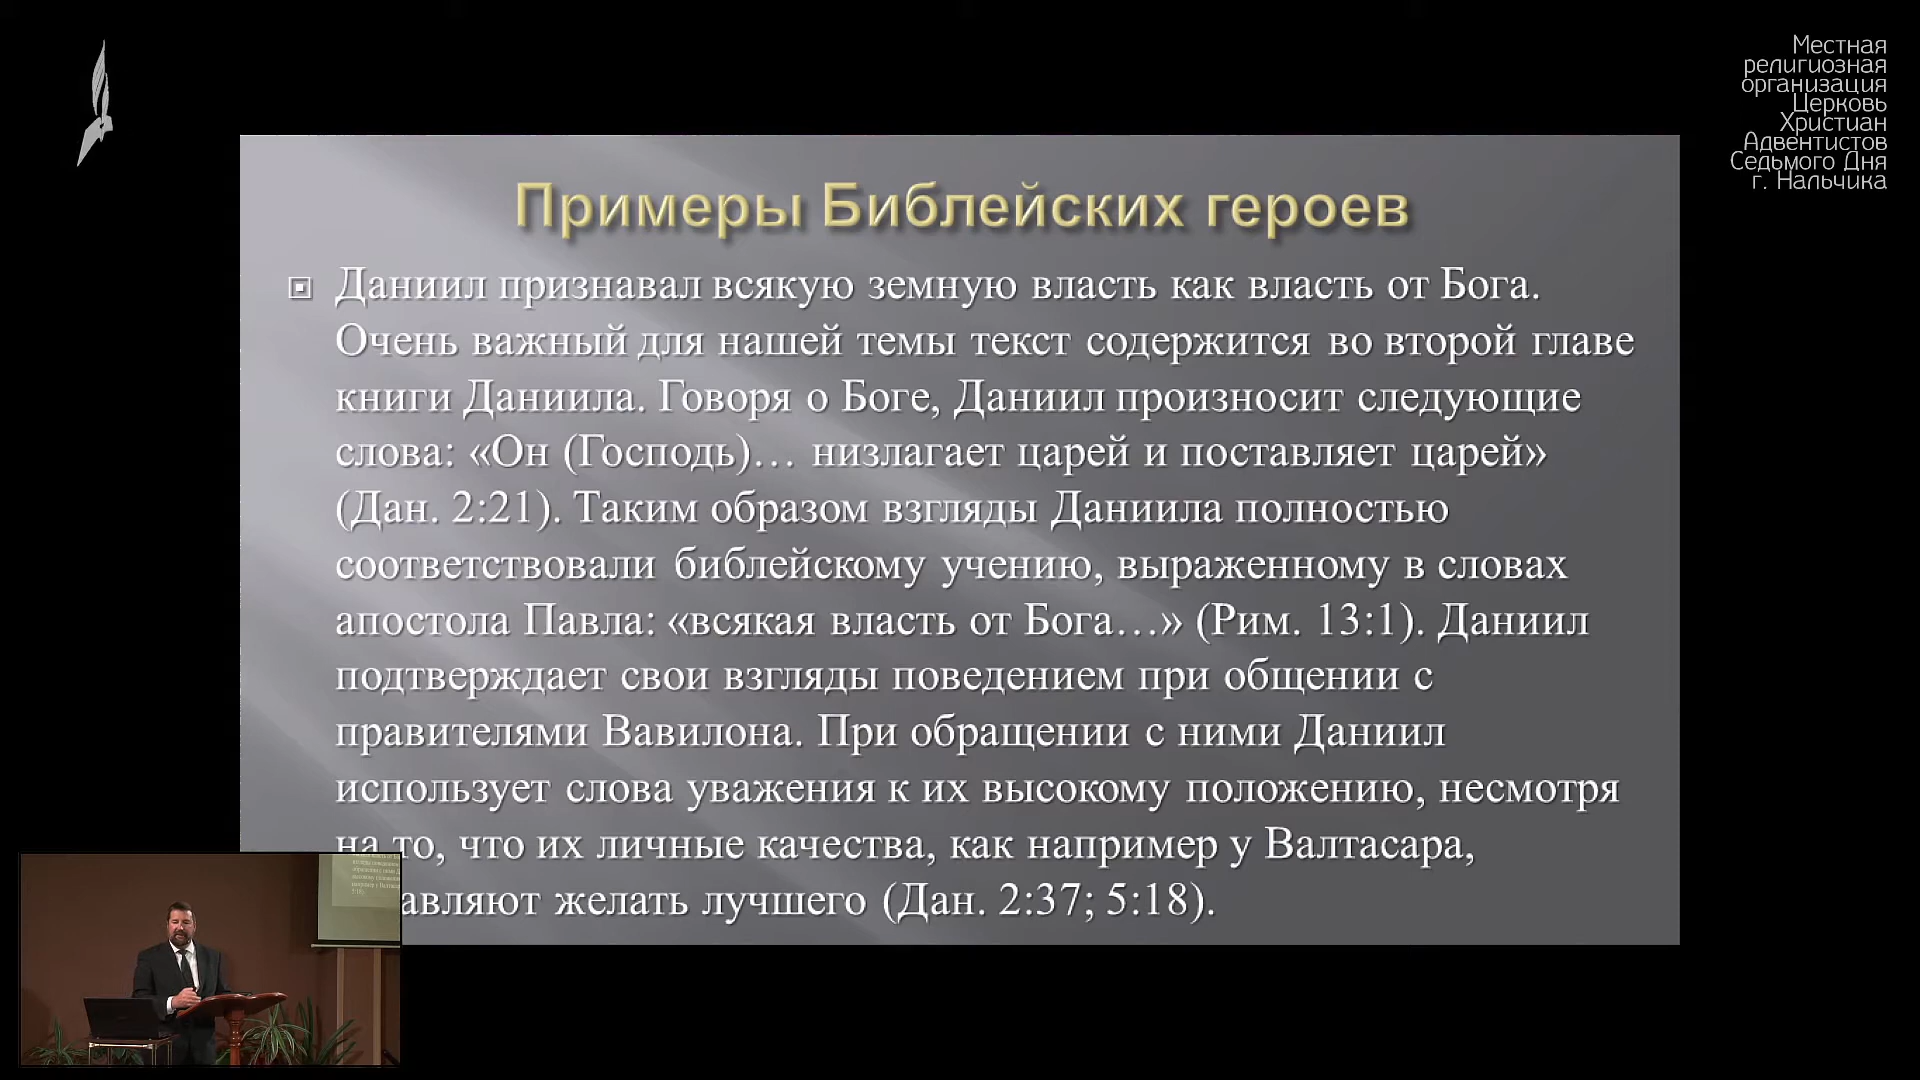 Местная
религиозная
организация
Церковь
Христиан
Адвентистов
Седьмого Дня
г. Нальчика
Примеры Библейских героев
Даниил признавал всякую земную власть как власть от Бога.
Очень важный для нашей темы текст содержится во второй главе
книги Даниила. Говоря о Боге, Даниил произносит следующие
слова: «Он (Господь)… низлагает царей и поставляет царей»
(Дан. 2:21). Таким образом взгляды Даниила полностью
соответствовали библейскому учению, выраженному в словах
апостола Павла: «всякая власть от Бога…» (Рим. 13:1). Даниил
подтверждает свои взгляды поведением при общении с
правителями Вавилона. При обращении с ними Даниил
использует слова уважения к их высокому положению, несмотря
на то, что их личные качества, как например у Валтасара,
авляют желать лучшего (Дан. 2:37; 5:18).